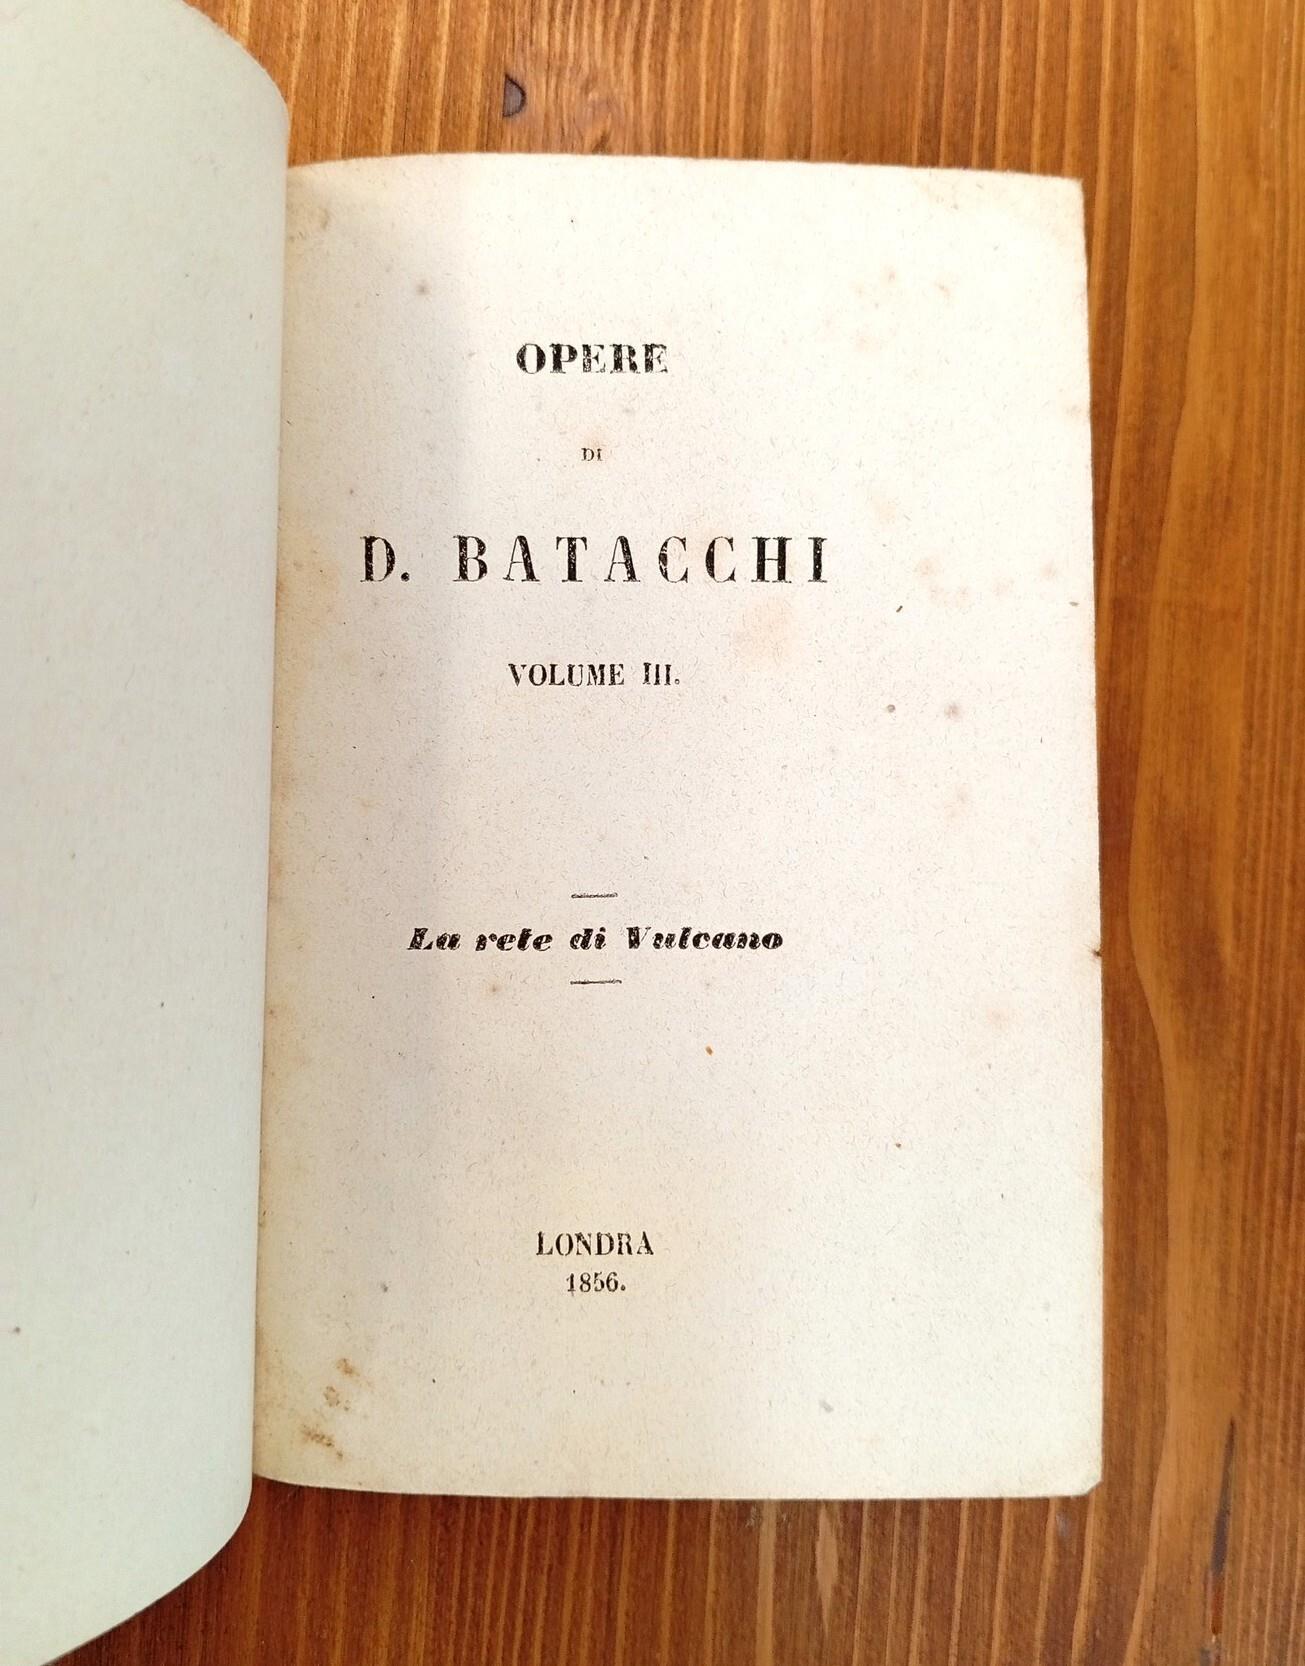 OPERE
DI
D. BATACCHI
VOLUME III.
La rete di Vulcano
LONDRA
1856.